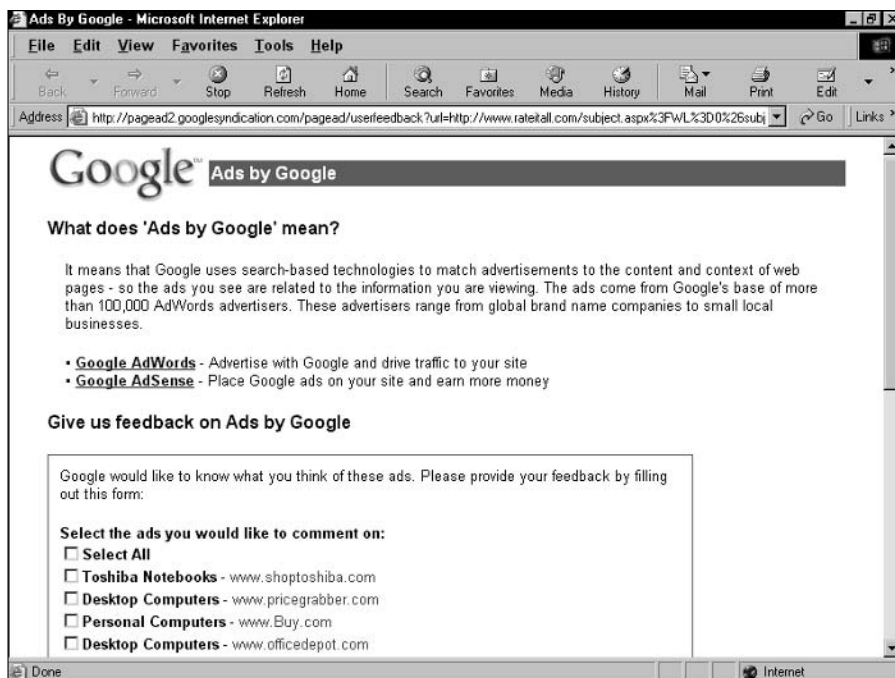 Ads By Google - Microsoft Internet Explorer
File Edit View Favorites Tools Help
Back Forward Stop Refresh Home Search Favorites Media History Mail Print Edit
Address http://pagead2.googlesyndication.com/pagead/userfeedback?url=http://www.rateitall.com/subject.aspx%3FWL%3D0%26subj Go Links »
Google™ Ads by Google
What does 'Ads by Google' mean?
It means that Google uses search-based technologies to match advertisements to the content and context of web
pages - so the ads you see are related to the information you are viewing. The ads come from Google's base of more
than 100,000 AdWords advertisers. These advertisers range from global brand name companies to small local
businesses.
▪ Google AdWords - Advertise with Google and drive traffic to your site
▪ Google AdSense - Place Google ads on your site and earn more money
Give us feedback on Ads by Google
Google would like to know what you think of these ads. Please provide your feedback by filling
out this form:
Select the ads you would like to comment on:
Select All
Toshiba Notebooks - www.shoptoshiba.com
Desktop Computers - www.pricegrabber.com
Personal Computers - www.Buy.com
Desktop Computers - www.officedepot.com
Done Internet